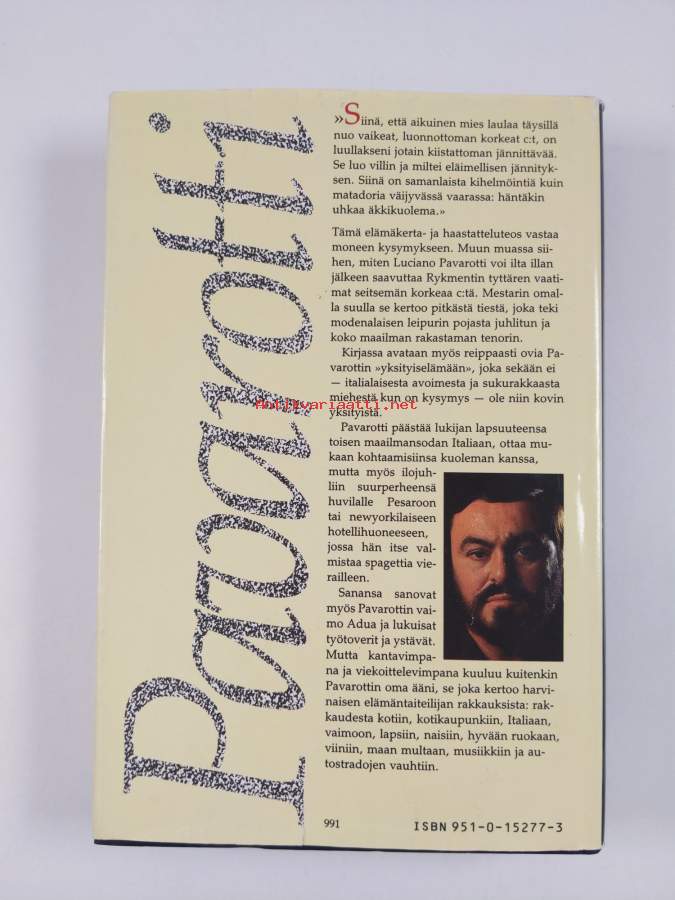 Pavarotti
»Siinä, että aikuinen mies laulaa täysillä
nuo vaikeat, luonnottoman korkeat c:t, on
luullakseni jotain kiistattoman jännittävää.
Se luo villin ja miltei eläimellisen jännityk-
sen. Siinä on samanlaista kihelmöintiä kuin
matadoria väijyvässä vaarassa: häntäkin
uhkaa äkkikuolema.»
Tämä elämäkerta- ja haastatteluteos vastaa
moneen kysymykseen. Muun muassa sii-
hen, miten Luciano Pavarotti voi ilta illan
jälkeen saavuttaa Rykmentin tyttären vaati-
mat seitsemän korkeaa c:tä. Mestarin omal-
la suulla se kertoo pitkästä tiestä, joka teki
modenalaisen leipurin pojasta juhlitun ja
koko maailman rakastaman tenorin.
Kirjassa avataan myös reippaasti ovia Pa-
varottin »yksityiselämään», joka sekään ei
— italialaisesta avoimesta ja sukurakkaasta
miehestä kun on kysymys — ole niin kovin
yksityistä.
Antikvariaatti.net
Pavarotti päästää lukijan lapsuuteensa
toisen maailmansodan Italiaan, ottaa mu-
kaan kohtaamisiinsa kuoleman kanssa,
mutta myös ilojuh-
liin suurperheensä
huvilalle Pesaroon
tai newyorkilaiseen
hotellihuoneeseen,
jossa hän itse val-
mistaa spagettia vie-
railleen.
Sanansa sanovat
myös Pavarottin vai-
mo Adua ja lukuisat
työtoverit ja ystävät.
Mutta kantavimpa-
na ja viekoittelevimpana kuuluu kuitenkin
Pavarottin oma ääni, se joka kertoo harvi-
naisen elämäntaiteilijan rakkauksista: rak-
kaudesta kotiin, kotikaupunkiin, Italiaan,
vaimoon, lapsiin, naisiin, hyvään ruokaan,
viiniin, maan multaan, musiikkiin ja au-
tostradojen vauhtiin.
991
ISBN 951-0-15277-3